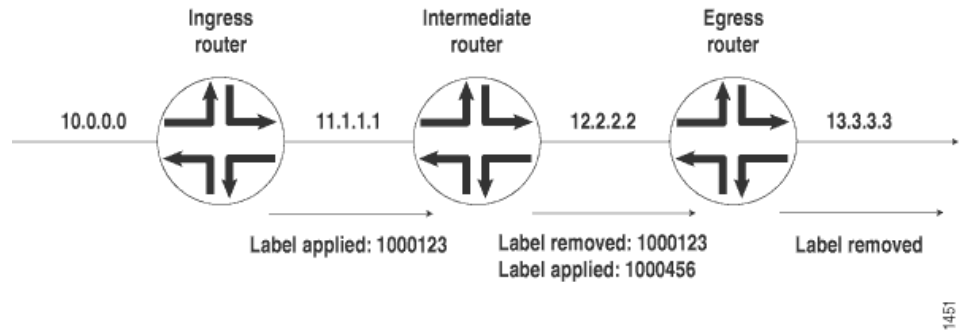 Ingress
router
Intermediate
router
Egress
router
10.0.0.0
11.1.1.1
12.2.2.2
13.3.3.3
Label applied: 1000123
Label removed: 1000123
Label applied: 1000456
Label removed
1451